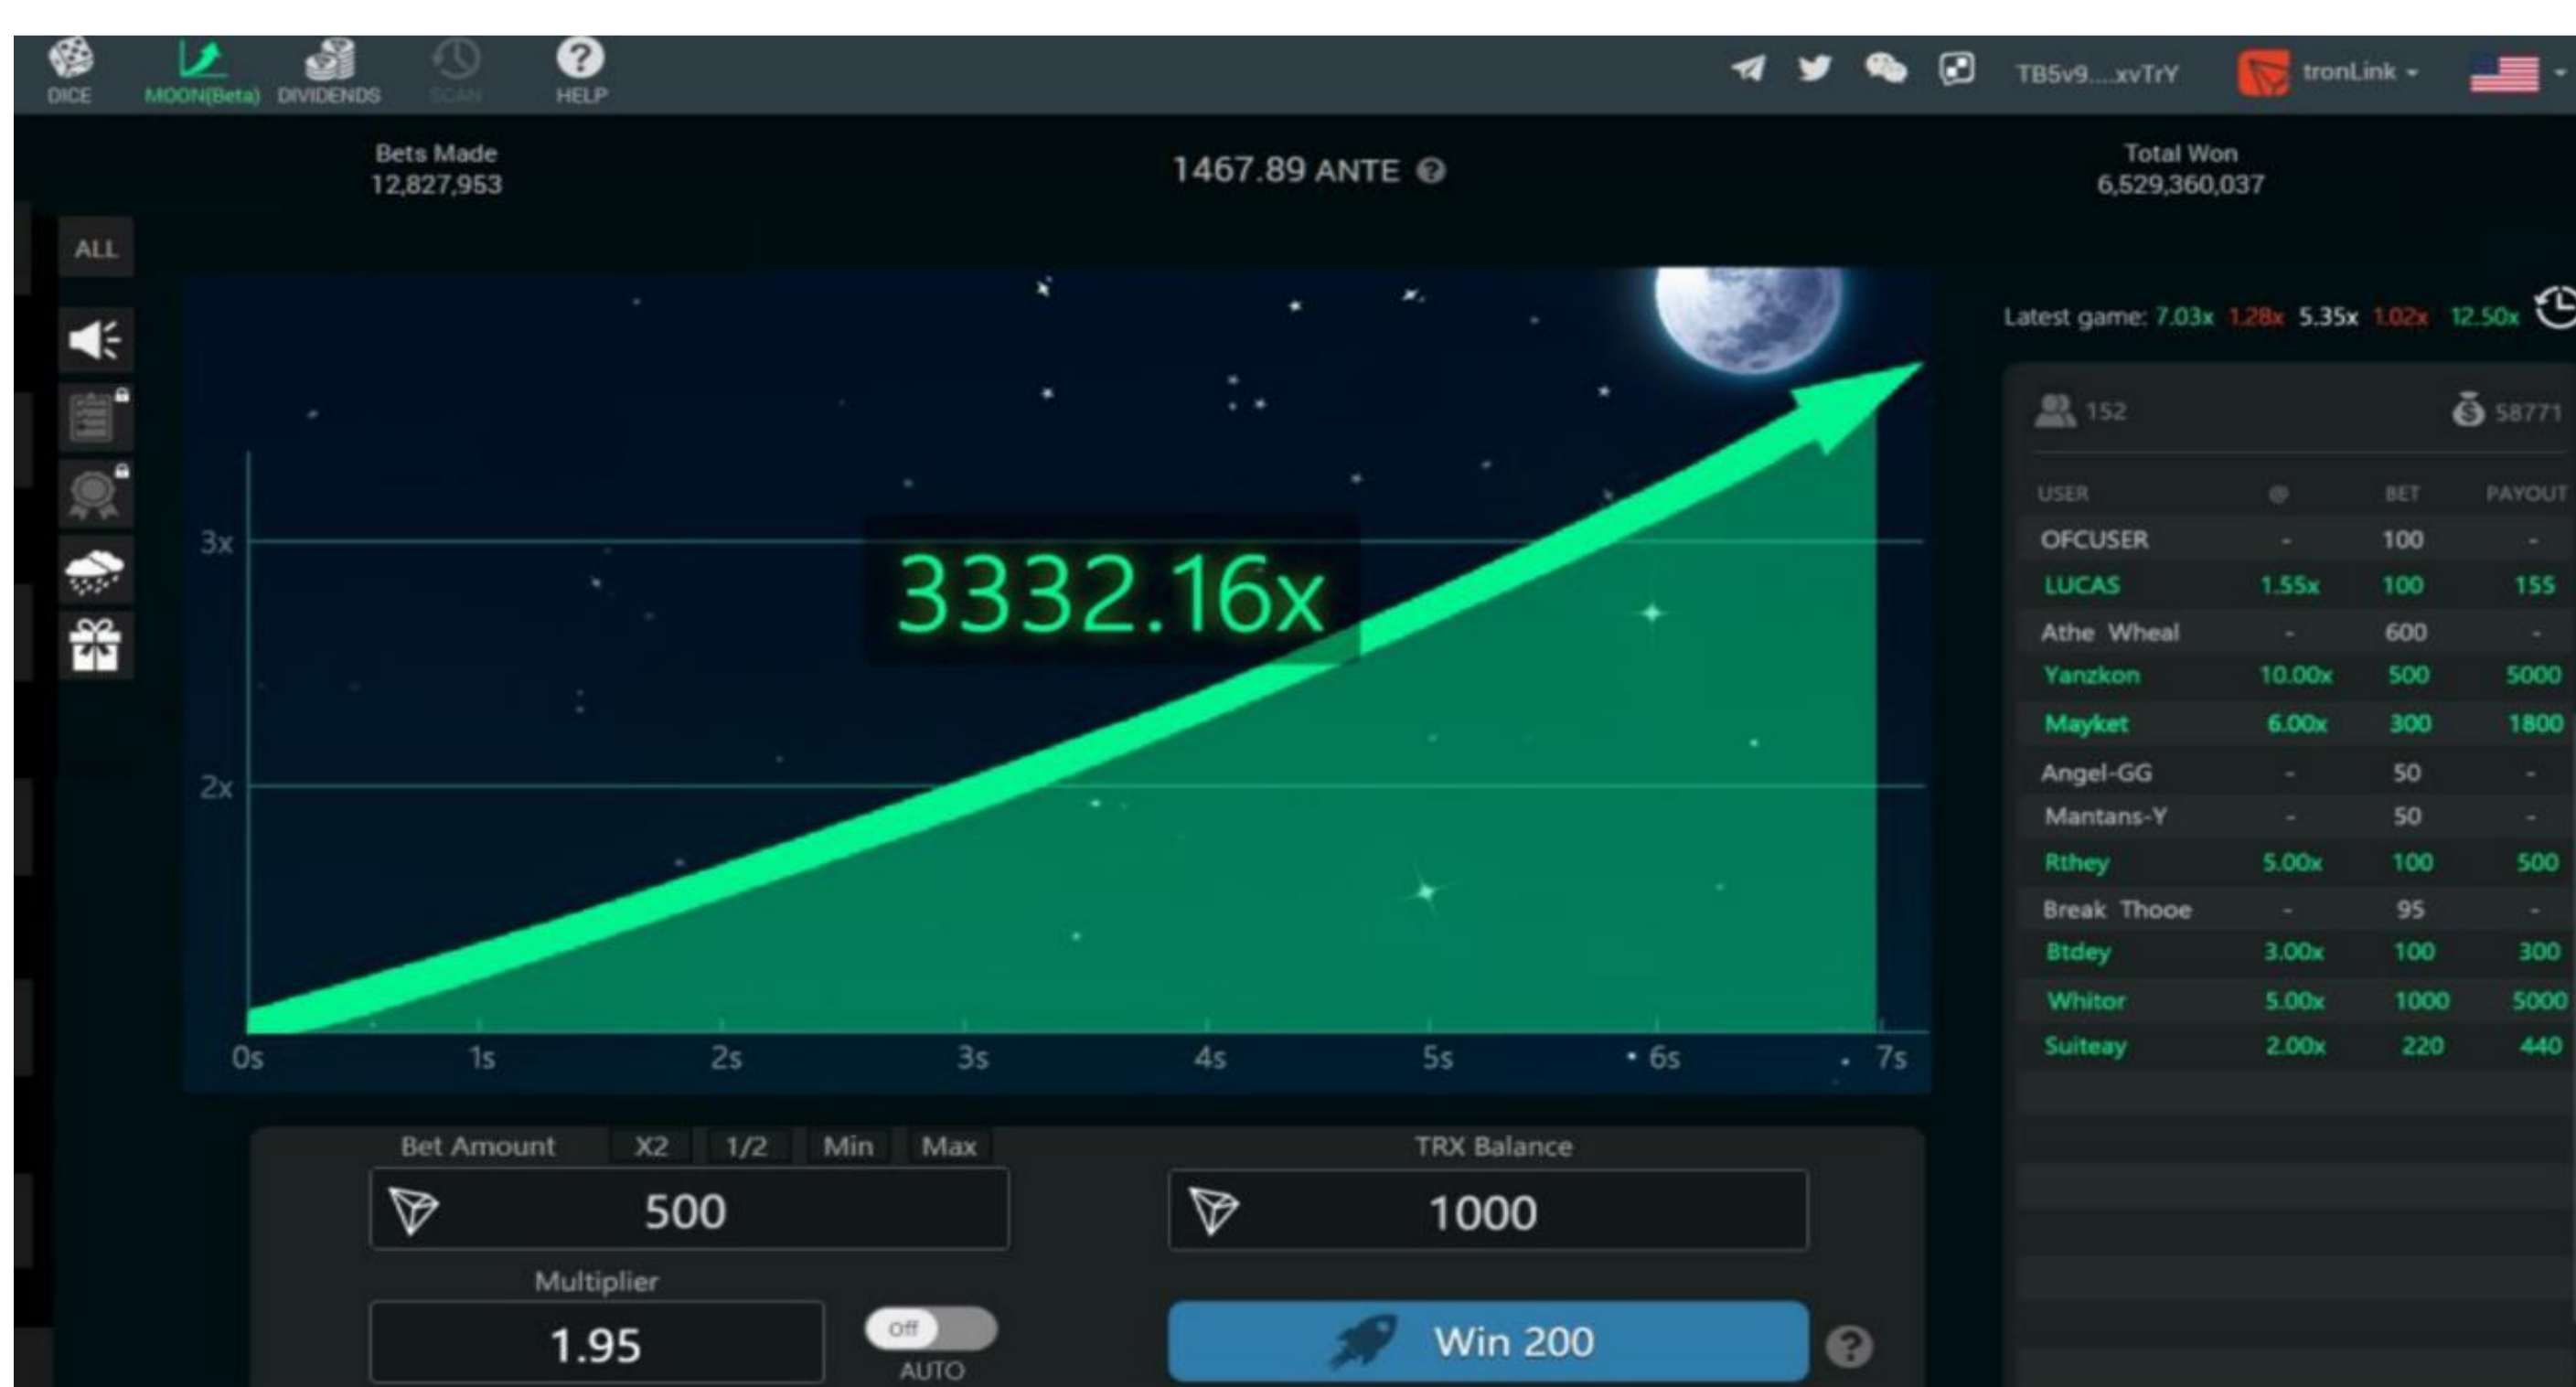 DICE MOON(Beta) DIVIDENDS SCAN HELP TB5v9....xvTrY tronLink
Bets Made
12,827,953
1467.89 ANTE ?
Total Won
6,529,360,037
ALL
3x
2x
3332.16x
0s 1s 2s 3s 4s 5s 6s 7s
Latest game: 7.03x 1.28x 5.35x 1.02x 12.50x
152 58771
USER @ BET PAYOUT
OFCUSER - 100 -
LUCAS 1.55x 100 155
Athe Wheal - 600 -
Yanzkon 10.00x 500 5000
Mayket 6.00x 300 1800
Angel-GG - 50 -
Mantans-Y - 50 -
Rthey 5.00x 100 500
Break Thooe - 95 -
Btdey 3.00x 100 300
Whitor 5.00x 1000 5000
Suiteay 2.00x 220 440
Bet Amount X2 1/2 Min Max
500
TRX Balance
1000
Multiplier
1.95
Off
AUTO
Win 200 ?